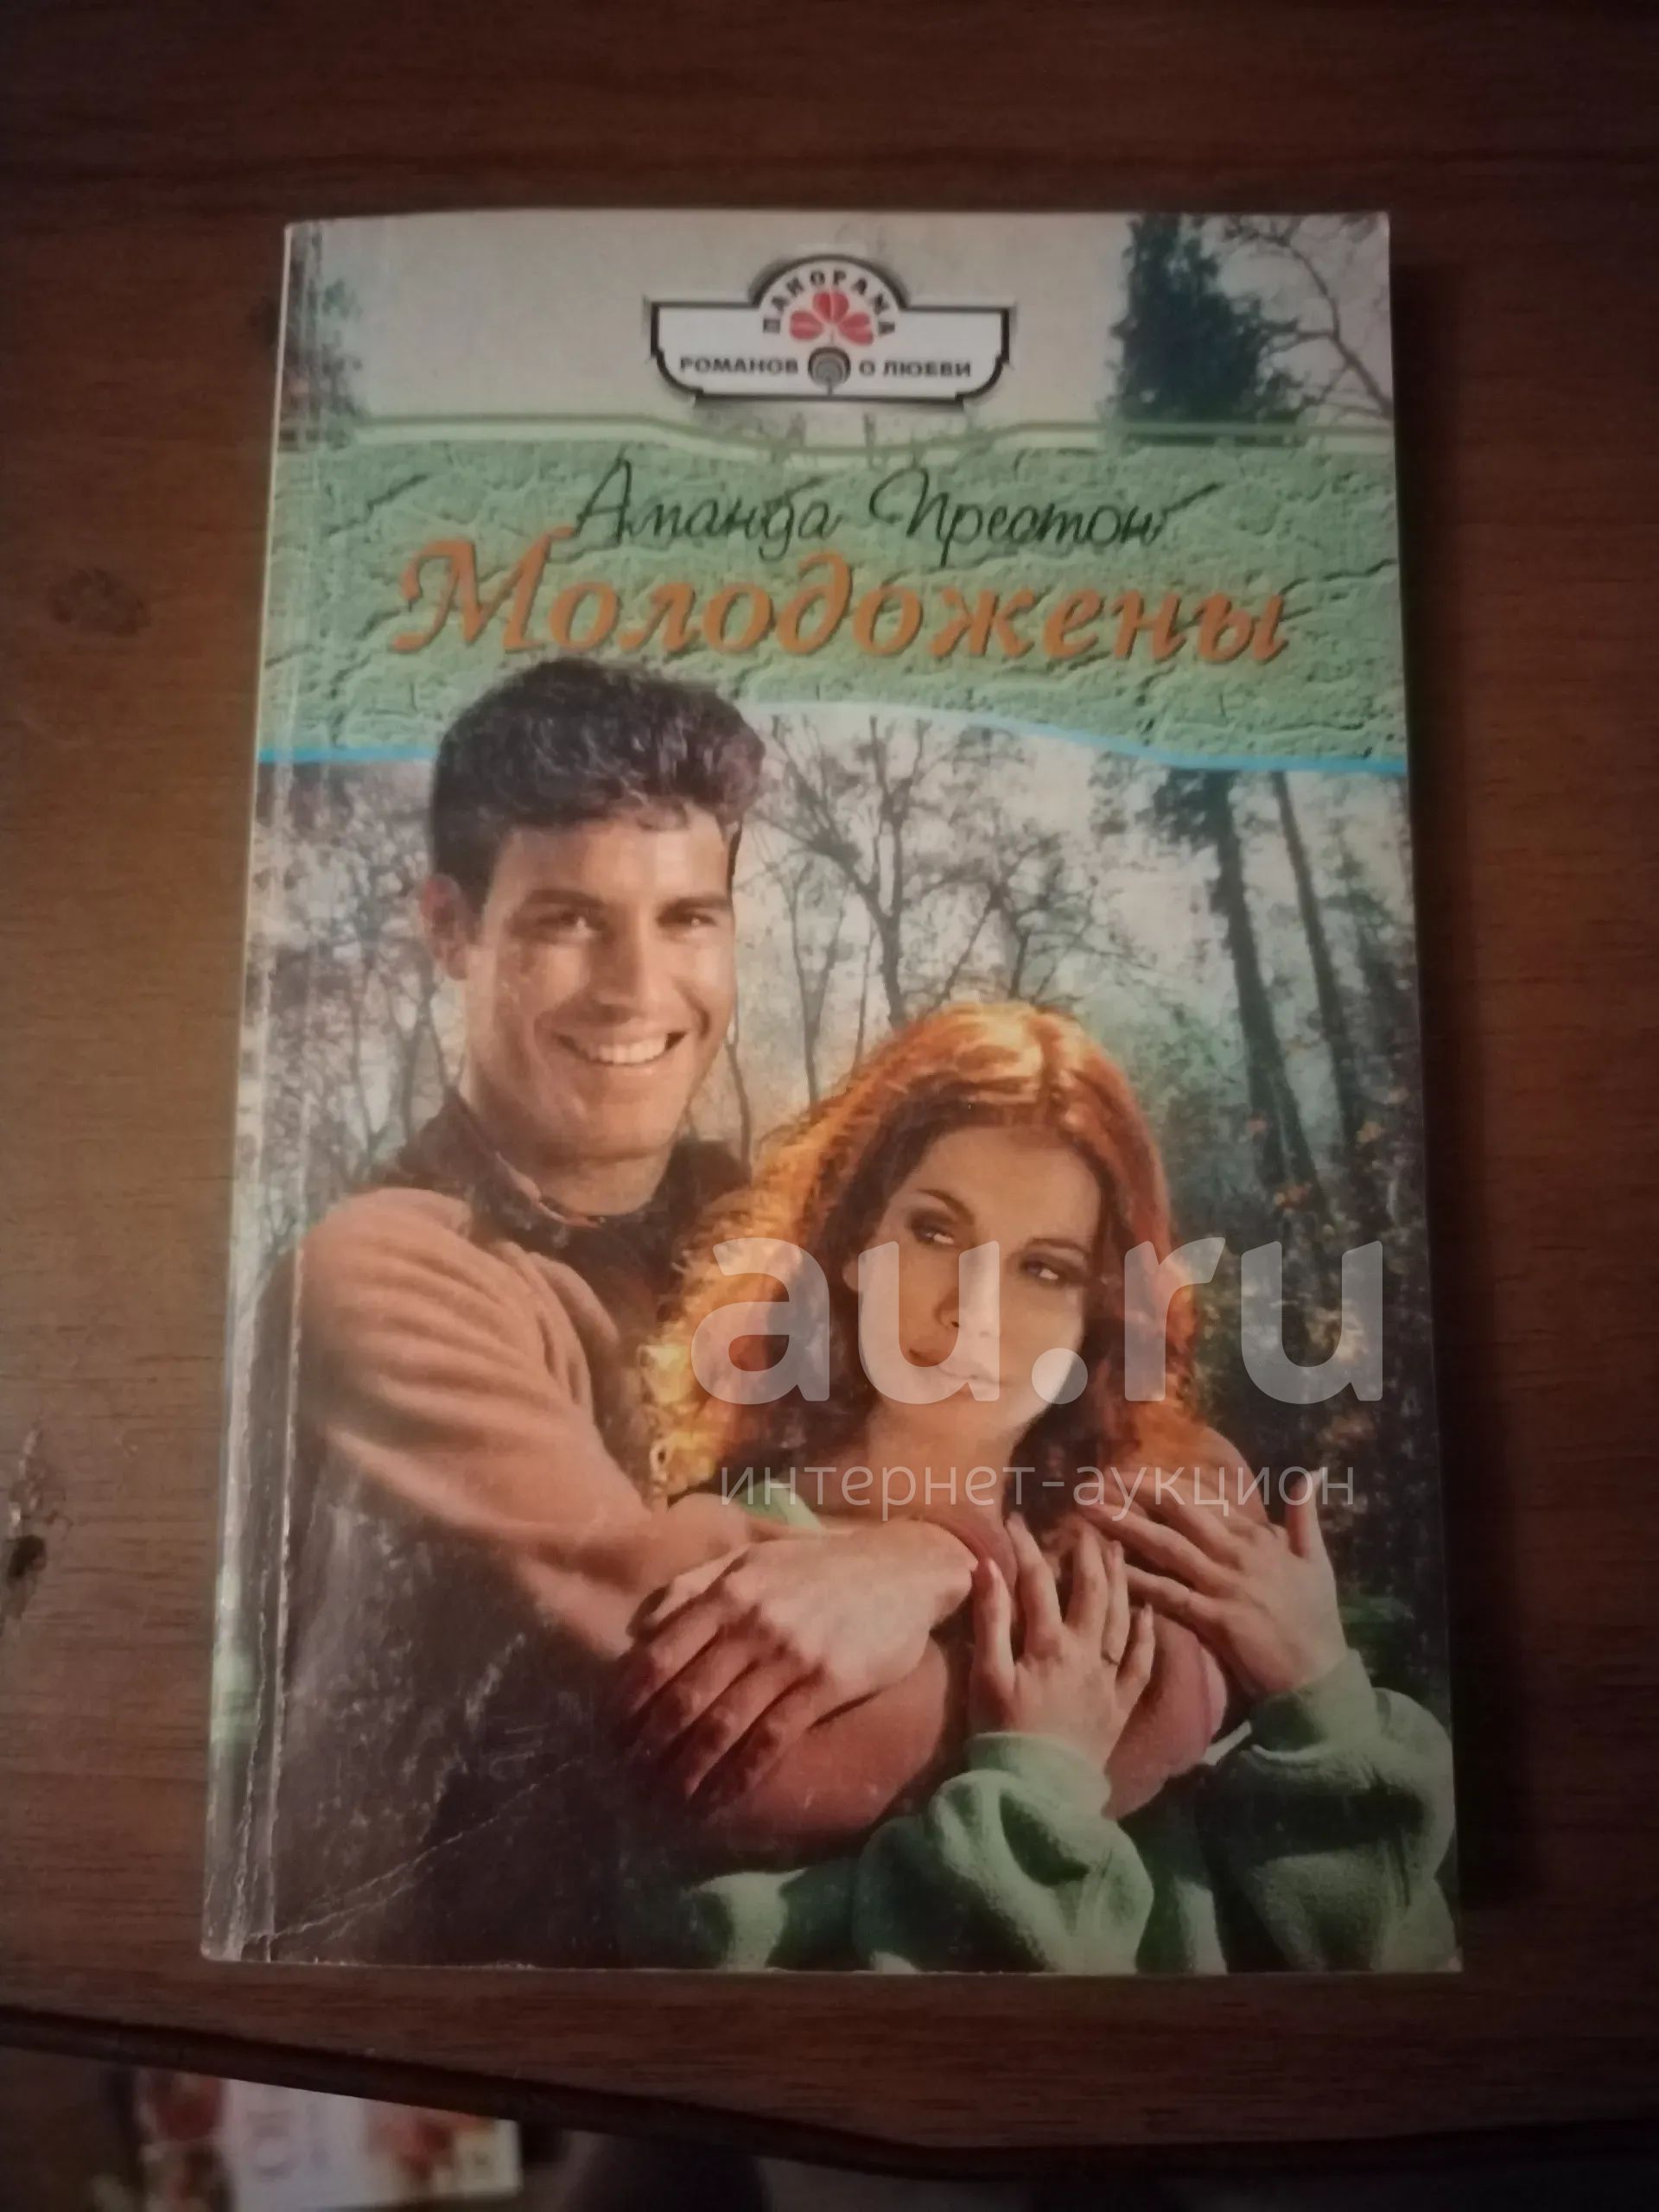 ПАНОРАМА
РОМАНОВ О ЛЮБВИ
Аманда Престон
Молодожены
au.ru
интернет-аукцион